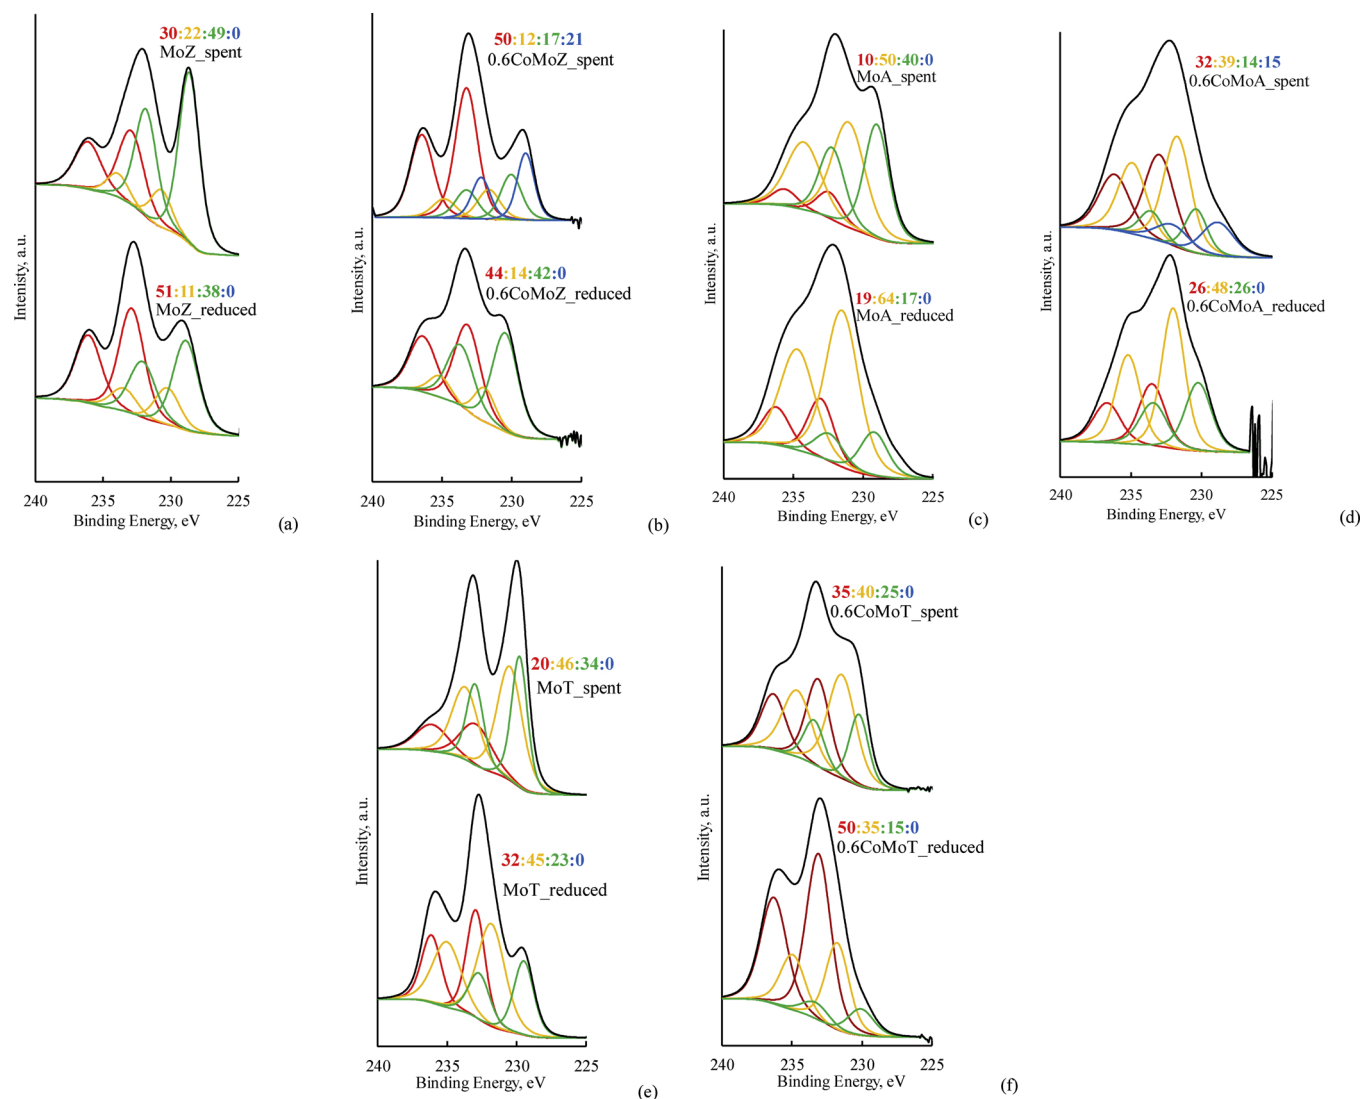 30:22:49:0
MoZ_spent
51:11:38:0
MoZ_reduced
Intenisty, a.u.
240 235 230 225
Binding Energy, eV
(a)
50:12:17:21
0.6CoMoZ_spent
44:14:42:0
0.6CoMoZ_reduced
Intensity, a.u.
240 235 230 225
Binding Energy, eV
(b)
10:50:40:0
MoA_spent
19:64:17:0
MoA_reduced
Intensity, a.u.
240 235 230 225
Binding Energy, eV
(c)
32:39:14:15
0.6CoMoA_spent
26:48:26:0
0.6CoMoA_reduced
Intensity, a.u.
240 235 230 225
Binding Energy, eV
(d)
20:46:34:0
MoT_spent
32:45:23:0
MoT_reduced
Intensity, a.u.
240 235 230 225
Binding Energy, eV
(e)
35:40:25:0
0.6CoMoT_spent
50:35:15:0
0.6CoMoT_reduced
Intensity, a.u.
240 235 230 225
Binding Energy, eV
(f)